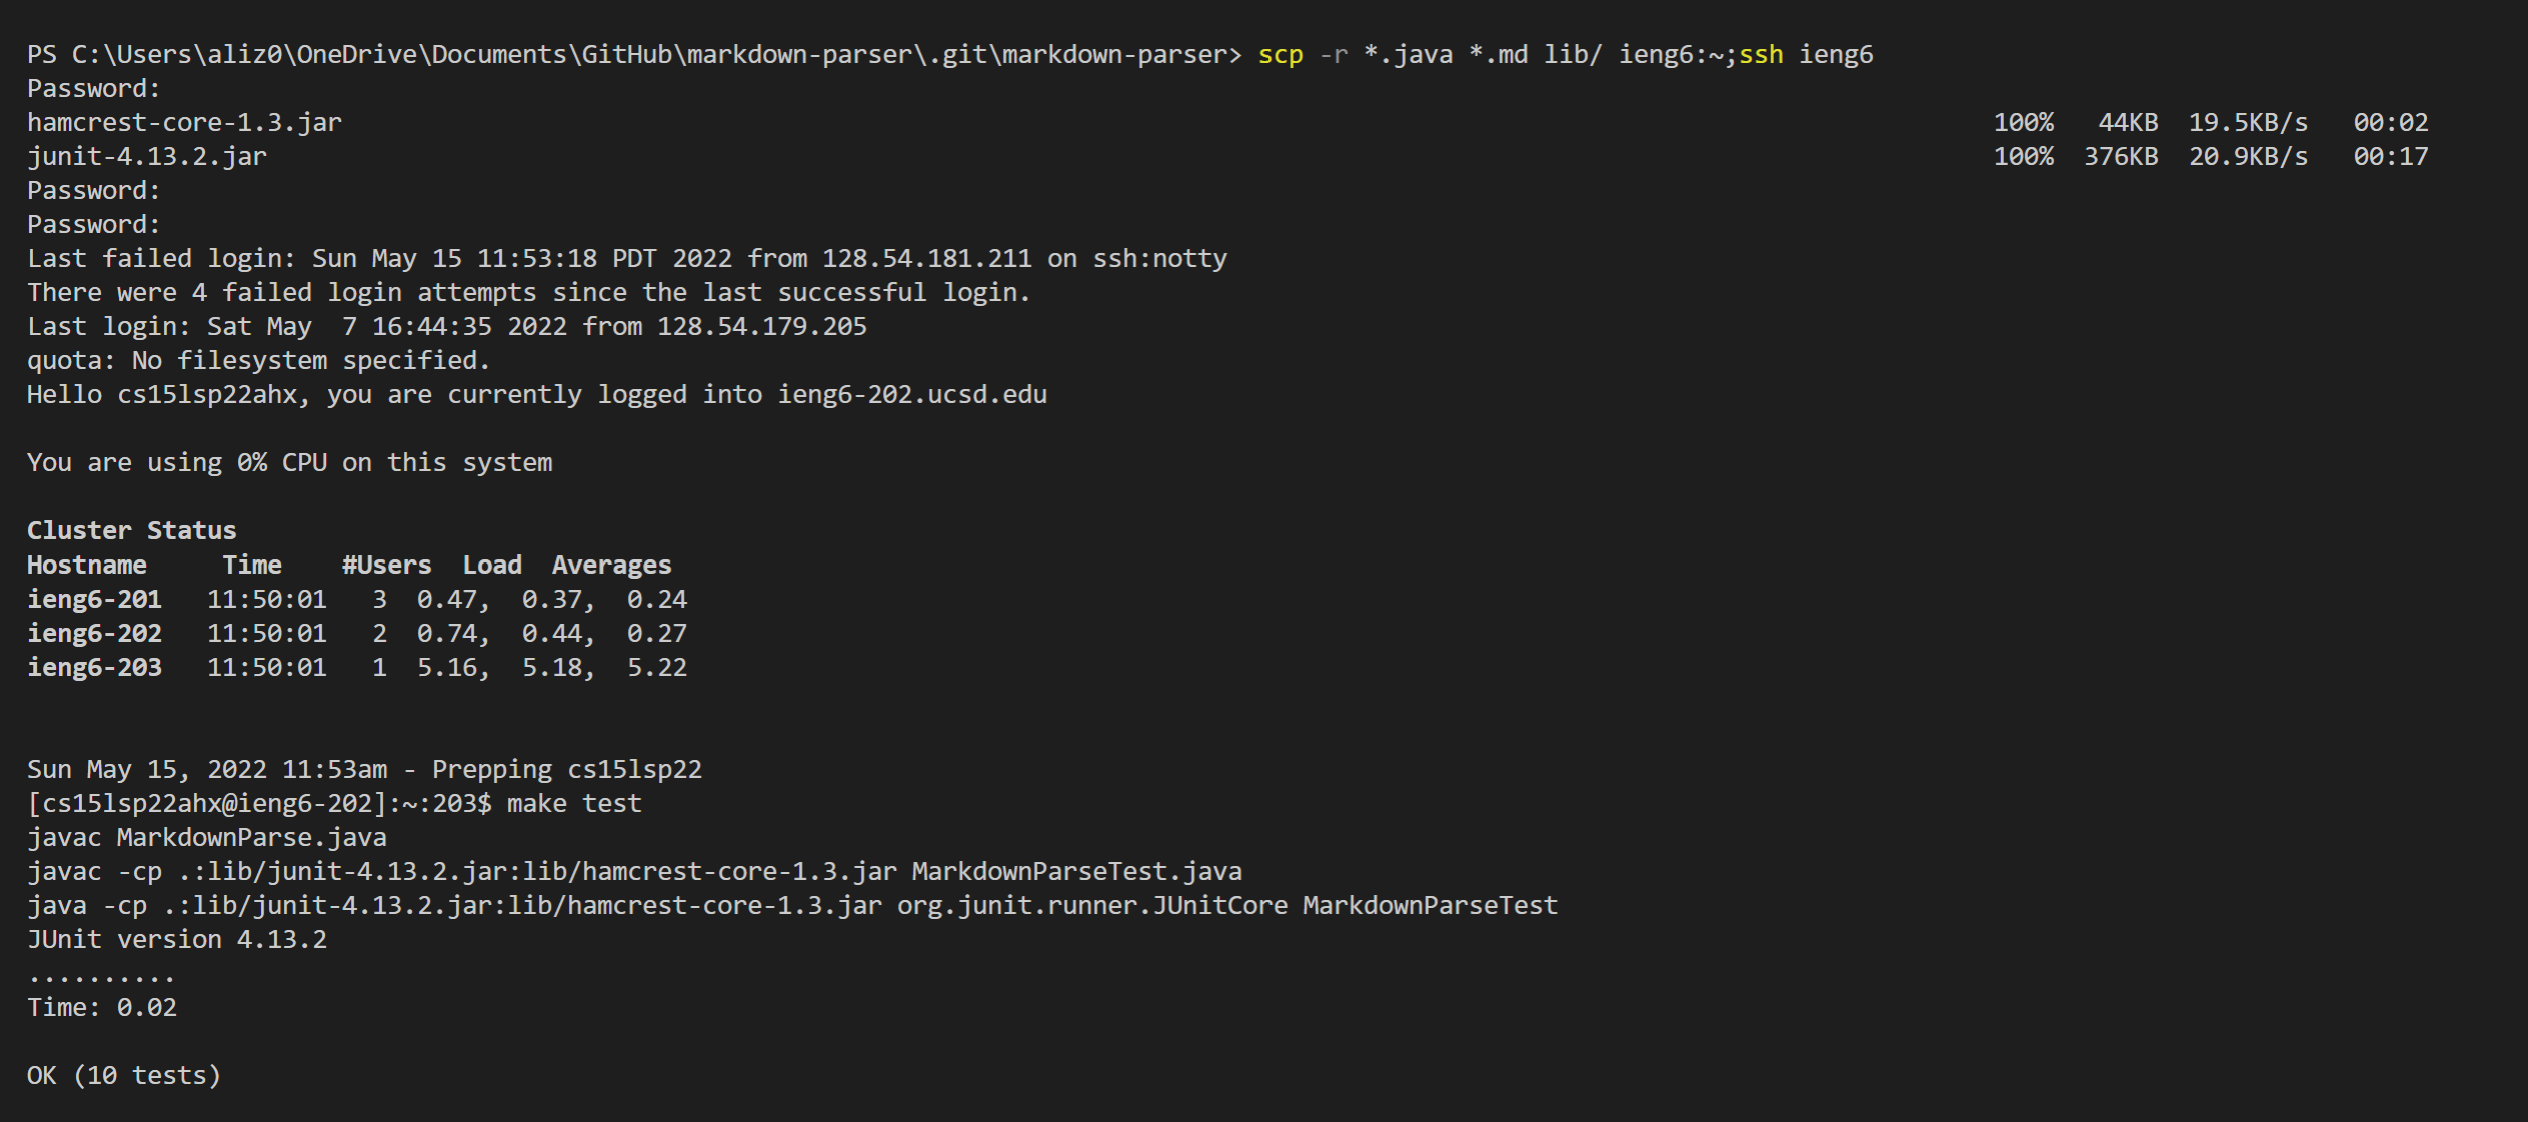 PS C:\Users\aliz0\OneDrive\Documents\GitHub\markdown-parser\.git\markdown-parser> scp -r *.java *.md lib/ ieng6:~;ssh ieng6
Password:
hamcrest-core-1.3.jar 100% 44KB 19.5KB/s 00:02
junit-4.13.2.jar 100% 376KB 20.9KB/s 00:17
Password:
Password:
Last failed login: Sun May 15 11:53:18 PDT 2022 from 128.54.181.211 on ssh:notty
There were 4 failed login attempts since the last successful login.
Last login: Sat May  7 16:44:35 2022 from 128.54.179.205
quota: No filesystem specified.
Hello cs15lsp22ahx, you are currently logged into ieng6-202.ucsd.edu
You are using 0% CPU on this system
Cluster Status
Hostname     Time    #Users  Load  Averages
ieng6-201   11:50:01   3  0.47,  0.37,  0.24
ieng6-202   11:50:01   2  0.74,  0.44,  0.27
ieng6-203   11:50:01   1  5.16,  5.18,  5.22
Sun May 15, 2022 11:53am - Prepping cs15lsp22
[cs15lsp22ahx@ieng6-202]:~:203$ make test
javac MarkdownParse.java
javac -cp .:lib/junit-4.13.2.jar:lib/hamcrest-core-1.3.jar MarkdownParseTest.java
java -cp .:lib/junit-4.13.2.jar:lib/hamcrest-core-1.3.jar org.junit.runner.JUnitCore MarkdownParseTest
JUnit version 4.13.2
..........
Time: 0.02
OK (10 tests)